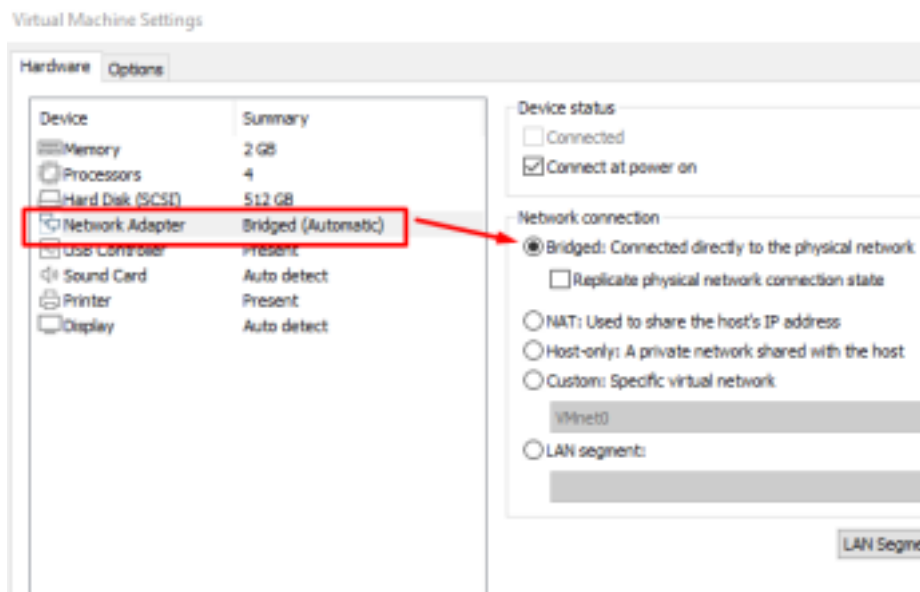 Virtual Machine Settings
Hardware Options
Device Summary
Memory 2 GB
Processors 4
Hard Disk (SCSI) 512 GB
Network Adapter Bridged (Automatic)
USB Controller Present
Sound Card Auto detect
Printer Present
Display Auto detect
Device status
Connected
Connect at power on
Network connection
Bridged: Connected directly to the physical network
Replicate physical network connection state
NAT: Used to share the host's IP address
Host-only: A private network shared with the host
Custom: Specific virtual network
VMnet0
LAN segment:
LAN Segme